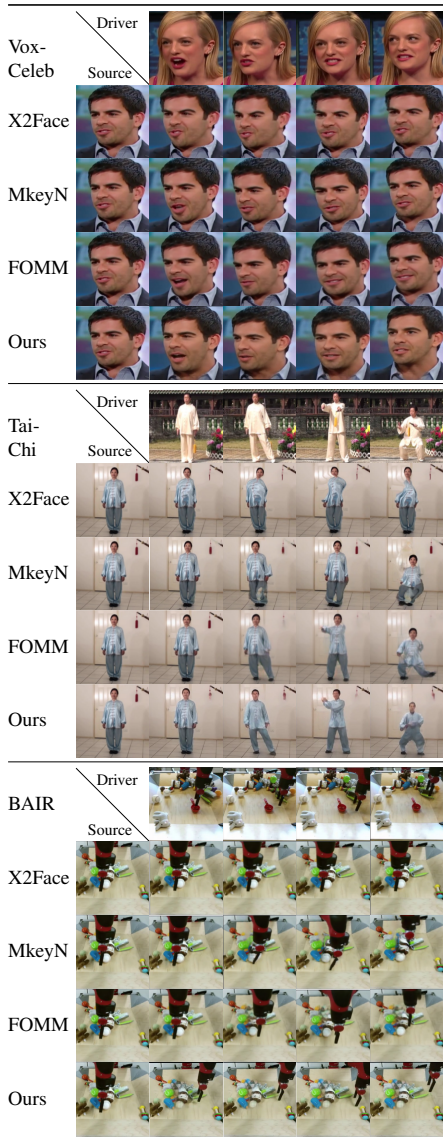 Driver
Vox-
Celeb
Source
X2Face
MkeyN
FOMM
Ours
Driver
Tai-
Chi
Source
X2Face
MkeyN
FOMM
Ours
Driver
BAIR
Source
X2Face
MkeyN
FOMM
Ours